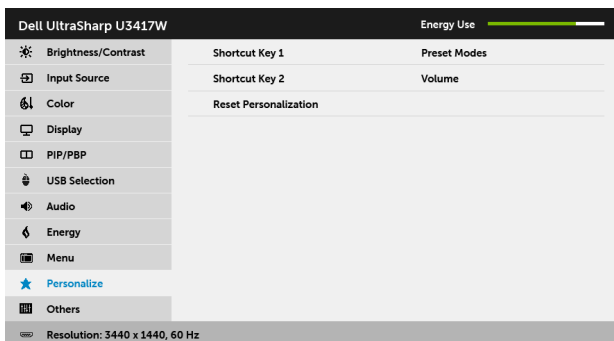 Dell UltraSharp U3417W Energy Use
Brightness/Contrast Shortcut Key 1 Preset Modes
Input Source Shortcut Key 2 Volume
Color Reset Personalization
Display
PIP/PBP
USB Selection
Audio
Energy
Menu
Personalize
Others
Resolution: 3440 x 1440, 60 Hz